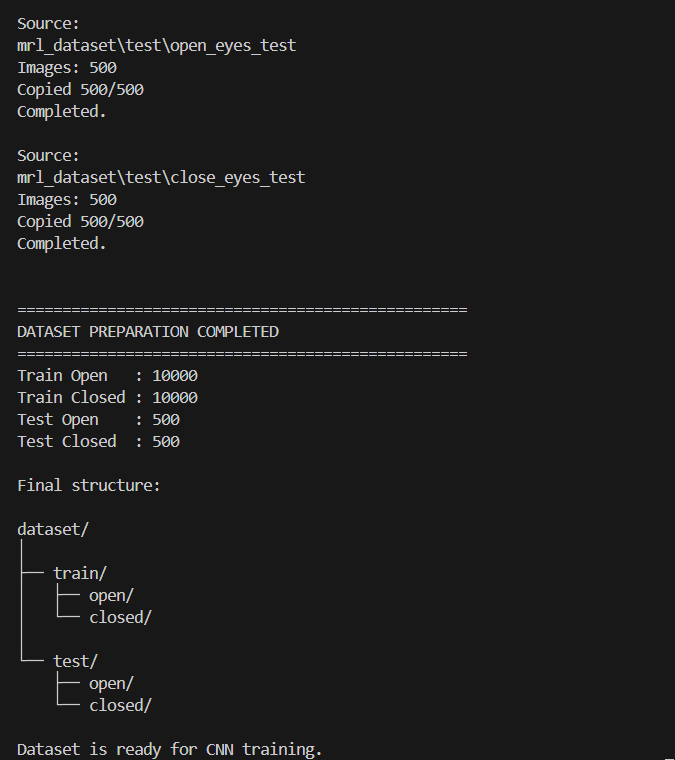 Source:
mrl_dataset\test\open_eyes_test
Images: 500
Copied 500/500
Completed.
Source:
mrl_dataset\test\close_eyes_test
Images: 500
Copied 500/500
Completed.
==================================================
DATASET PREPARATION COMPLETED
==================================================
Train Open   : 10000
Train Closed : 10000
Test Open    : 500
Test Closed  : 500
Final structure:
dataset/
│
├── train/
│   ├── open/
│   └── closed/
│
└── test/
    ├── open/
    └── closed/
Dataset is ready for CNN training.